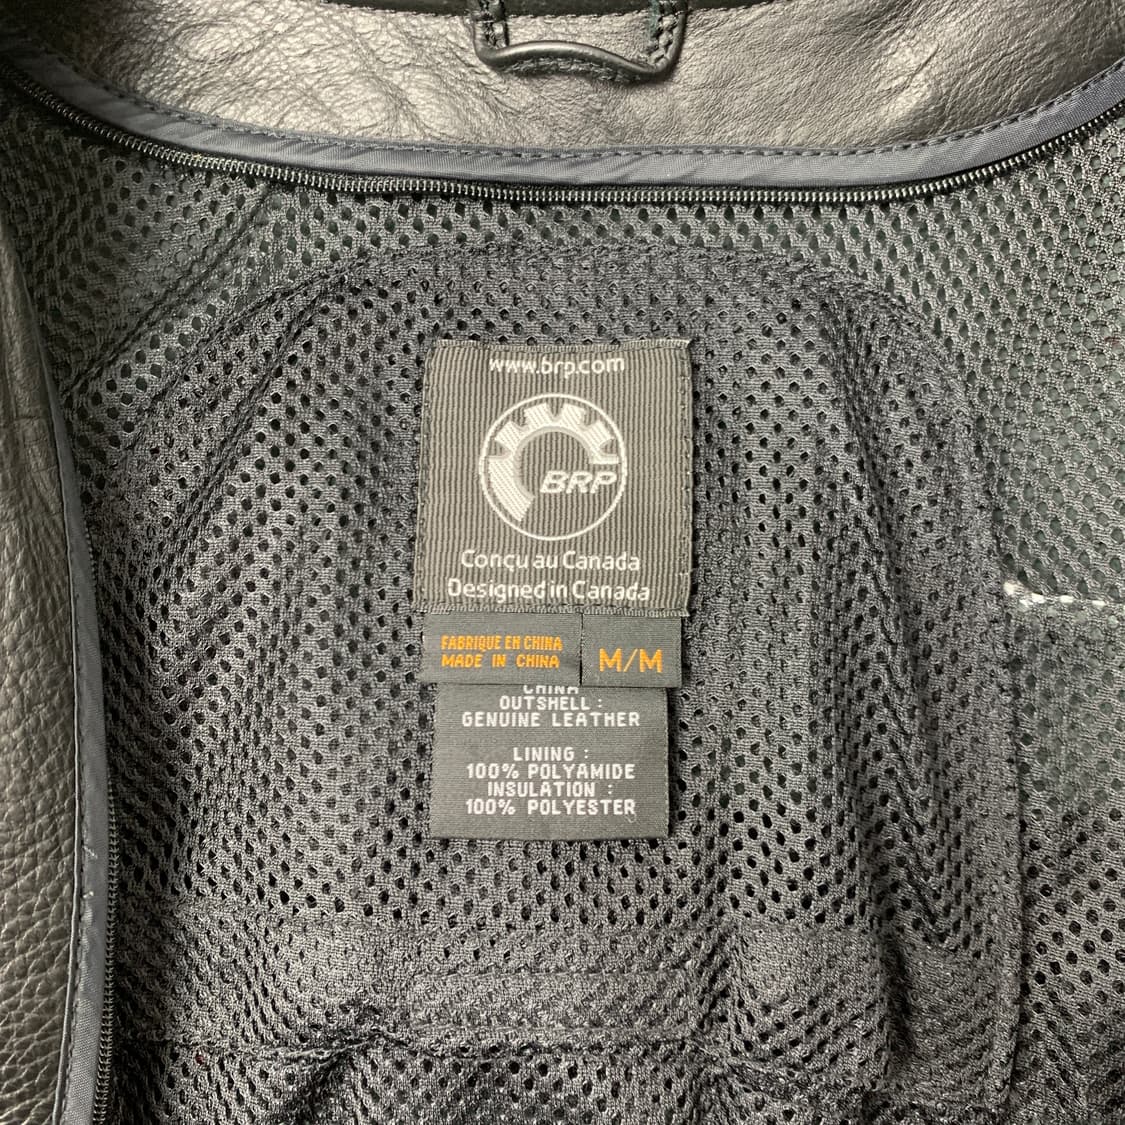 www.brp.com
BRP
Conçu au Canada
Designed in Canada
FABRIQUE EN CHINA
MADE IN CHINA
M/M
CHINA
OUTSHELL :
GENUINE LEATHER
LINING :
100% POLYAMIDE
INSULATION :
100% POLYESTER